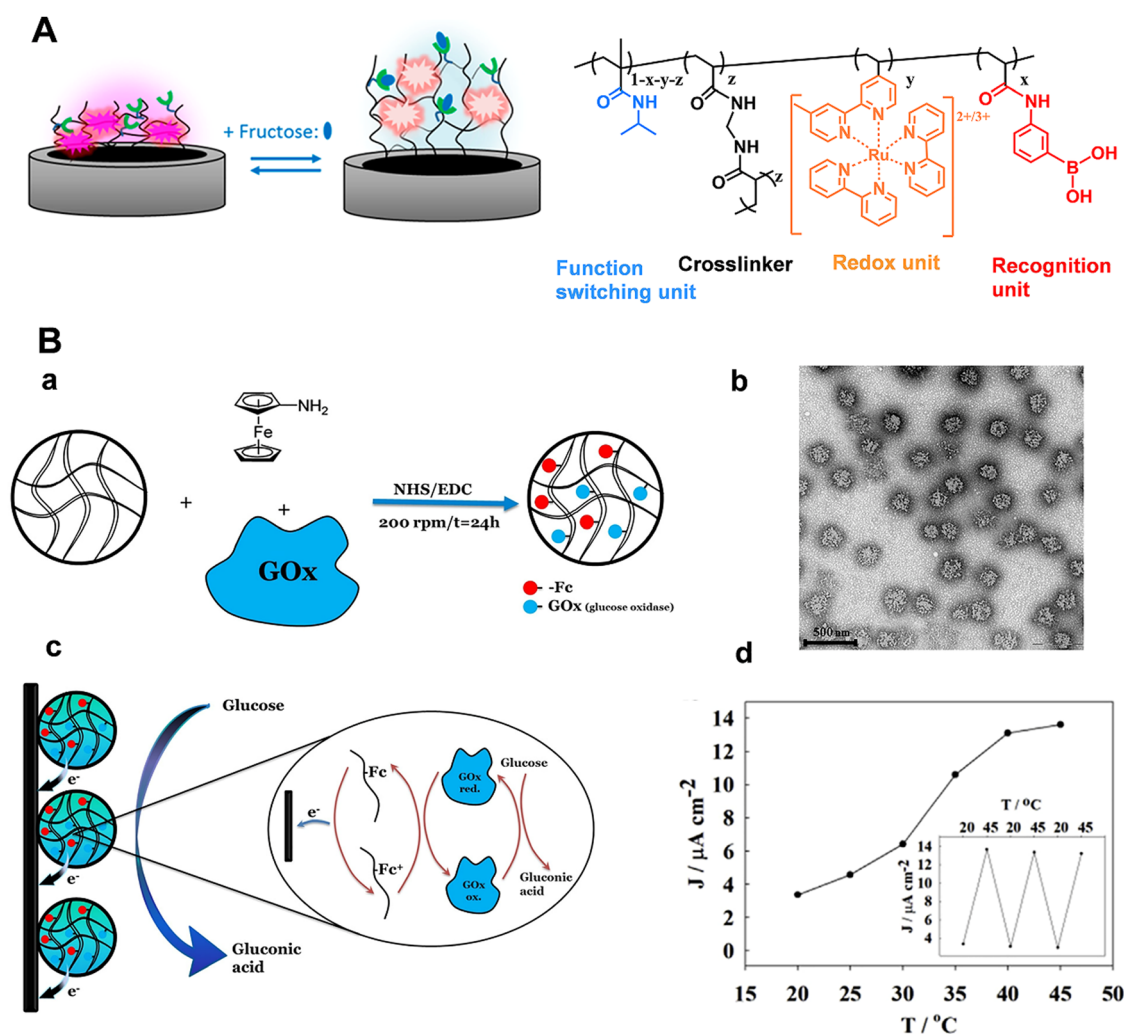 A
+ Fructose:
1-x-y-z
z
y
x
O
NH
NH
NH
O
z
N
N
N
N
N
N
Ru
2+/3+
O
NH
B
OH
OH
Function
switching unit
Crosslinker
Redox unit
Recognition
unit
B
a
NH2
Fe
+
+
GOx
NHS/EDC
200 rpm/t=24h
-Fc
GOx (glucose oxidase)
b
500 nm
c
Glucose
e-
e-
e-
Gluconic
acid
e-
-Fc
-Fc+
GOx
red.
GOx
ox.
Glucose
Gluconic
acid
d
J / µA cm-2
14
12
10
8
6
4
2
0
15 20 25 30 35 40 45 50
T / °C
T / °C
20 45 20 45 20 45
J / µA cm-2
14
12
10
8
6
4